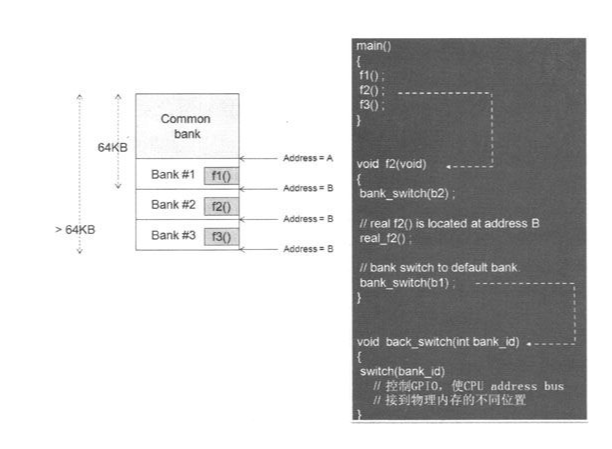 Common
bank
64KB
> 64KB
Bank #1
f1()
Bank #2
f2()
Bank #3
f3()
Address = A
Address = B
Address = B
Address = B
main()
{
f1() ;
f2() ;
f3() ;
}
void f2(void)
{
bank_switch(b2) ;
// real f2() is located at address B
real_f2() ;
// bank switch to default bank.
bank_switch(b1) ;
}
void back_switch(int bank_id)
{
switch(bank_id)
// 控制GPIO，使CPU address bus
// 接到物理内存的不同位置
}